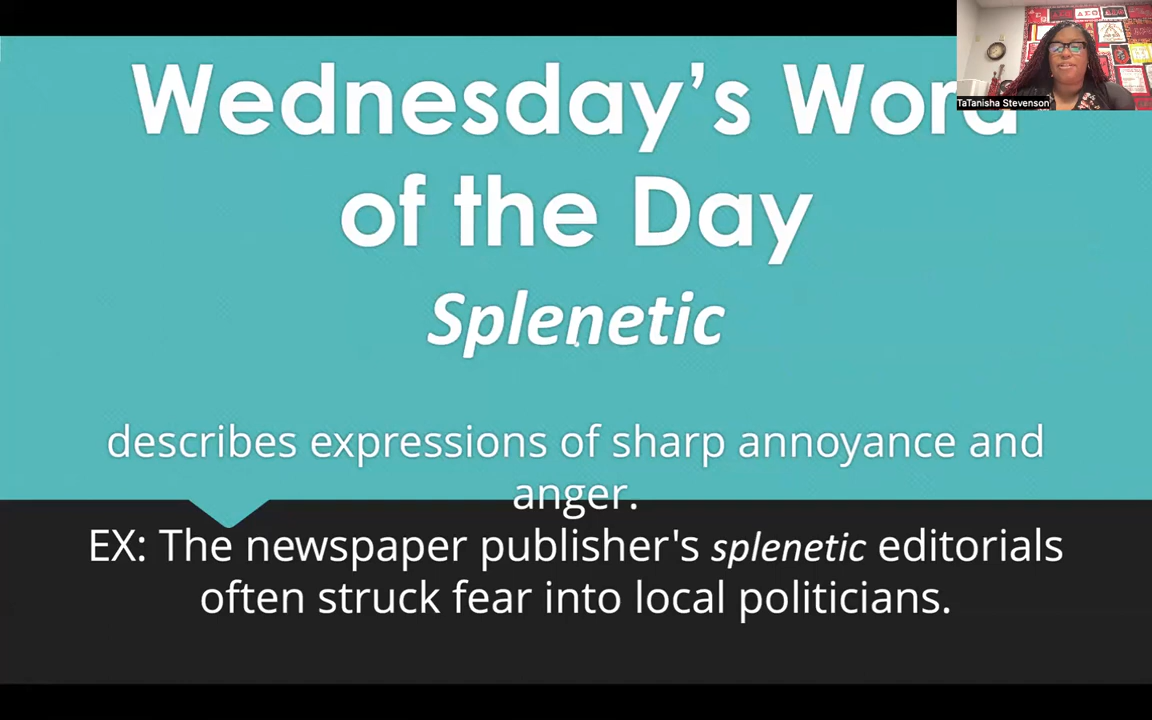 Wednesday's Word
of the Day
Splenetic
describes expressions of sharp annoyance and
anger.
EX: The newspaper publisher's splenetic editorials
often struck fear into local politicians.
TaTanisha Stevenson